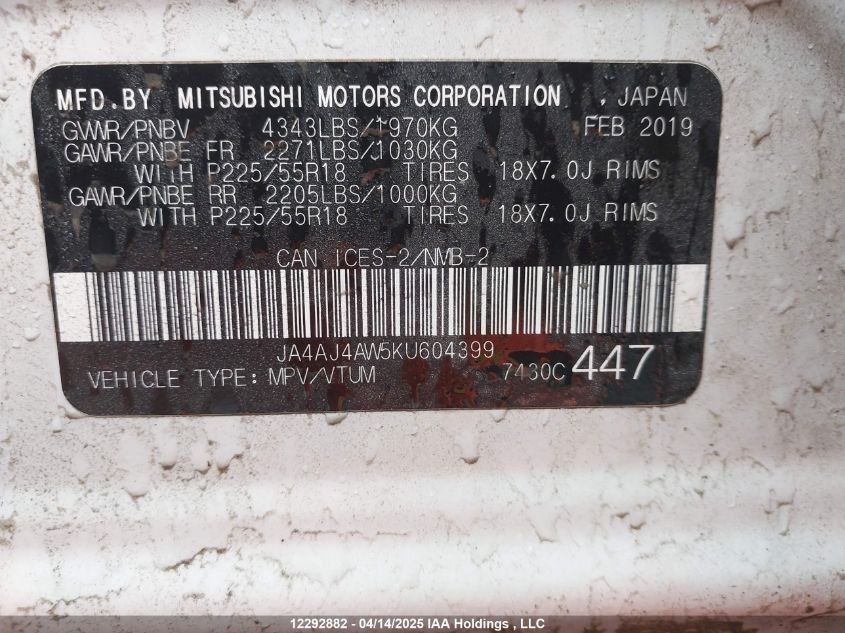 MFD.BY MITSUBISHI MOTORS CORPORATION , JAPAN
GVWR/PNBV 4343LBS/1970KG FEB 2019
GAWR/PNBE FR 2271LBS/1030KG
WITH P225/55R18 TIRES 18X7.0J RIMS
GAWR/PNBE RR 2205LBS/1000KG
WITH P225/55R18 TIRES 18X7.0J RIMS
CAN ICES-2/NMB-2
JA4AJ4AW5KU604399
VEHICLE TYPE: MPV/VTUM 7430C 447
12292882 - 04/14/2025 IAA Holdings , LLC